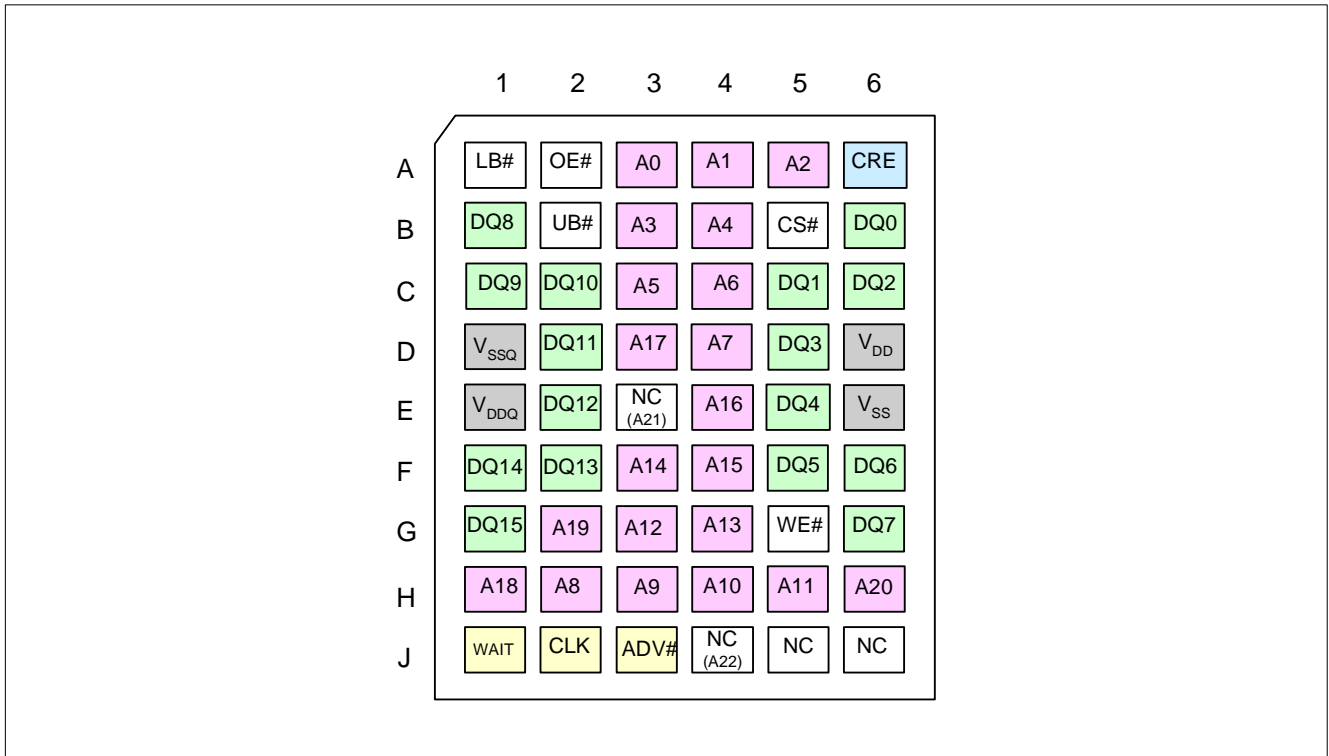 1 2 3 4 5 6
A LB# OE# A0 A1 A2 CRE
B DQ8 UB# A3 A4 CS# DQ0
C DQ9 DQ10 A5 A6 DQ1 DQ2
D VSSQ DQ11 A17 A7 DQ3 VDD
E VDDQ DQ12 NC (A21) A16 DQ4 VSS
F DQ14 DQ13 A14 A15 DQ5 DQ6
G DQ15 A19 A12 A13 WE# DQ7
H A18 A8 A9 A10 A11 A20
J WAIT CLK ADV# NC (A22) NC NC